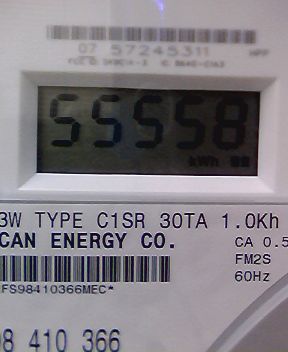 07 57245311
55558
kWh
3W TYPE C1SR 30TA 1.0Kh
CAN ENERGY CO.
CA 0.5
FM2S
60Hz
FS98410366MEC*
98 410 366